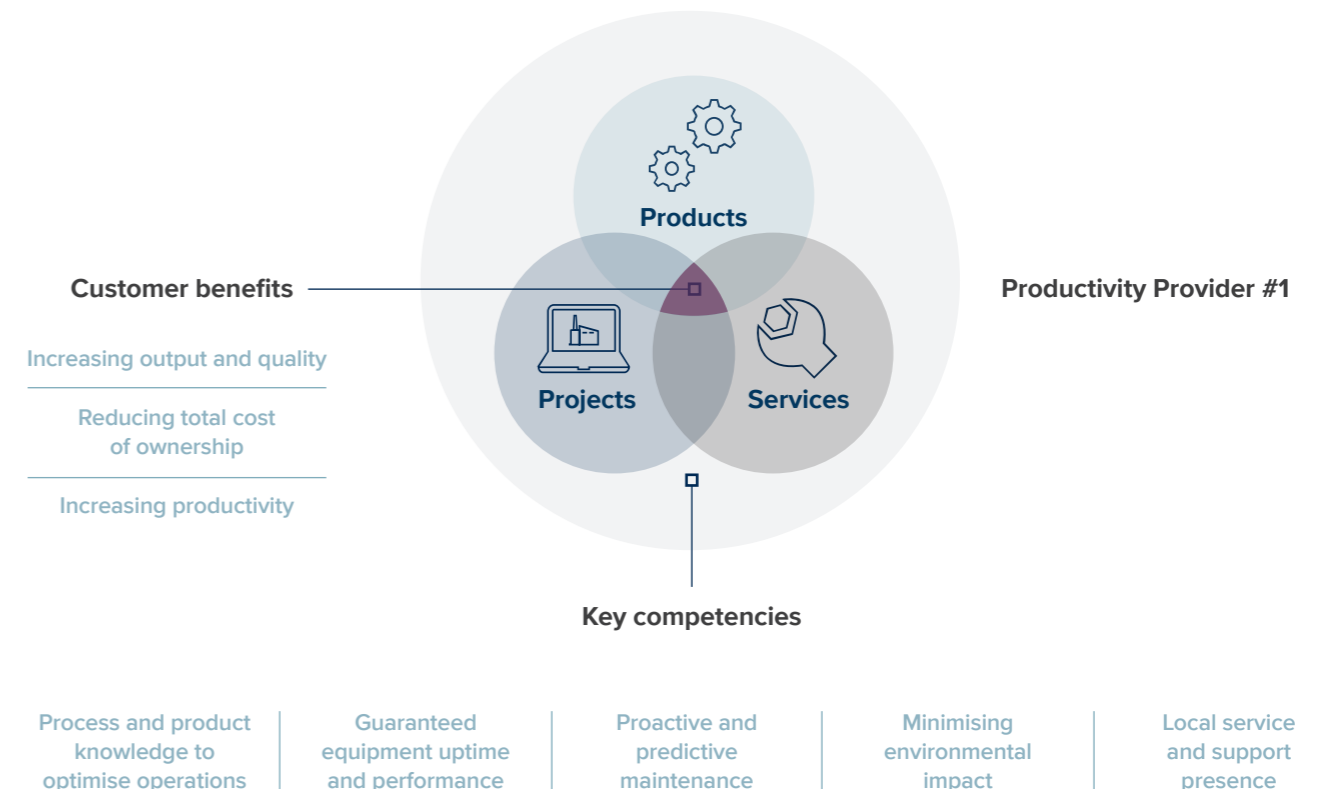 Products
Customer benefits
Productivity Provider #1
Increasing output and quality
Reducing total cost
of ownership
Increasing productivity
Projects
Services
Key competencies
Process and product
knowledge to
optimise operations
Guaranteed
equipment uptime
and performance
Proactive and
predictive
maintenance
Minimising
environmental
impact
Local service
and support
presence